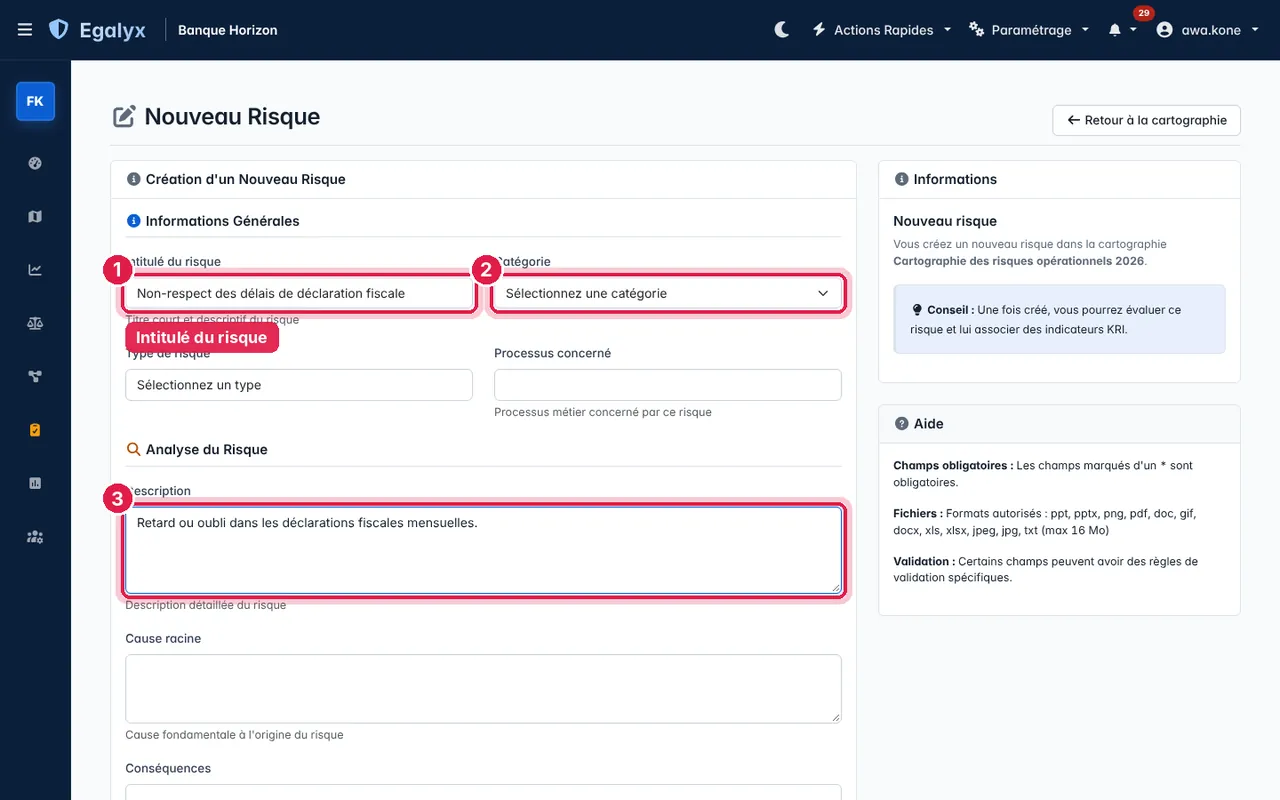 Egalyx
Banque Horizon
Actions Rapides
Paramétrage
29
awa.kone
FK
Nouveau Risque
Retour à la cartographie
Création d'un Nouveau Risque
Informations Générales
1
Intitulé du risque
Non-respect des délais de déclaration fiscale
Titre court et descriptif du risque
Intitulé du risque
2
Catégorie
Sélectionnez une catégorie
Type de risque
Sélectionnez un type
Processus concerné
Processus métier concerné par ce risque
Analyse du Risque
3
Description
Retard ou oubli dans les déclarations fiscales mensuelles.
Description détaillée du risque
Cause racine
Cause fondamentale à l'origine du risque
Conséquences
Informations
Nouveau risque
Vous créez un nouveau risque dans la cartographie
Cartographie des risques opérationnels 2026.
Conseil : Une fois créé, vous pourrez évaluer ce
risque et lui associer des indicateurs KRI.
Aide
Champs obligatoires : Les champs marqués d'un * sont
obligatoires.
Fichiers : Formats autorisés : ppt, pptx, png, pdf, doc, gif,
docx, xls, xlsx, jpeg, jpg, txt (max 16 Mo)
Validation : Certains champs peuvent avoir des règles de
validation spécifiques.